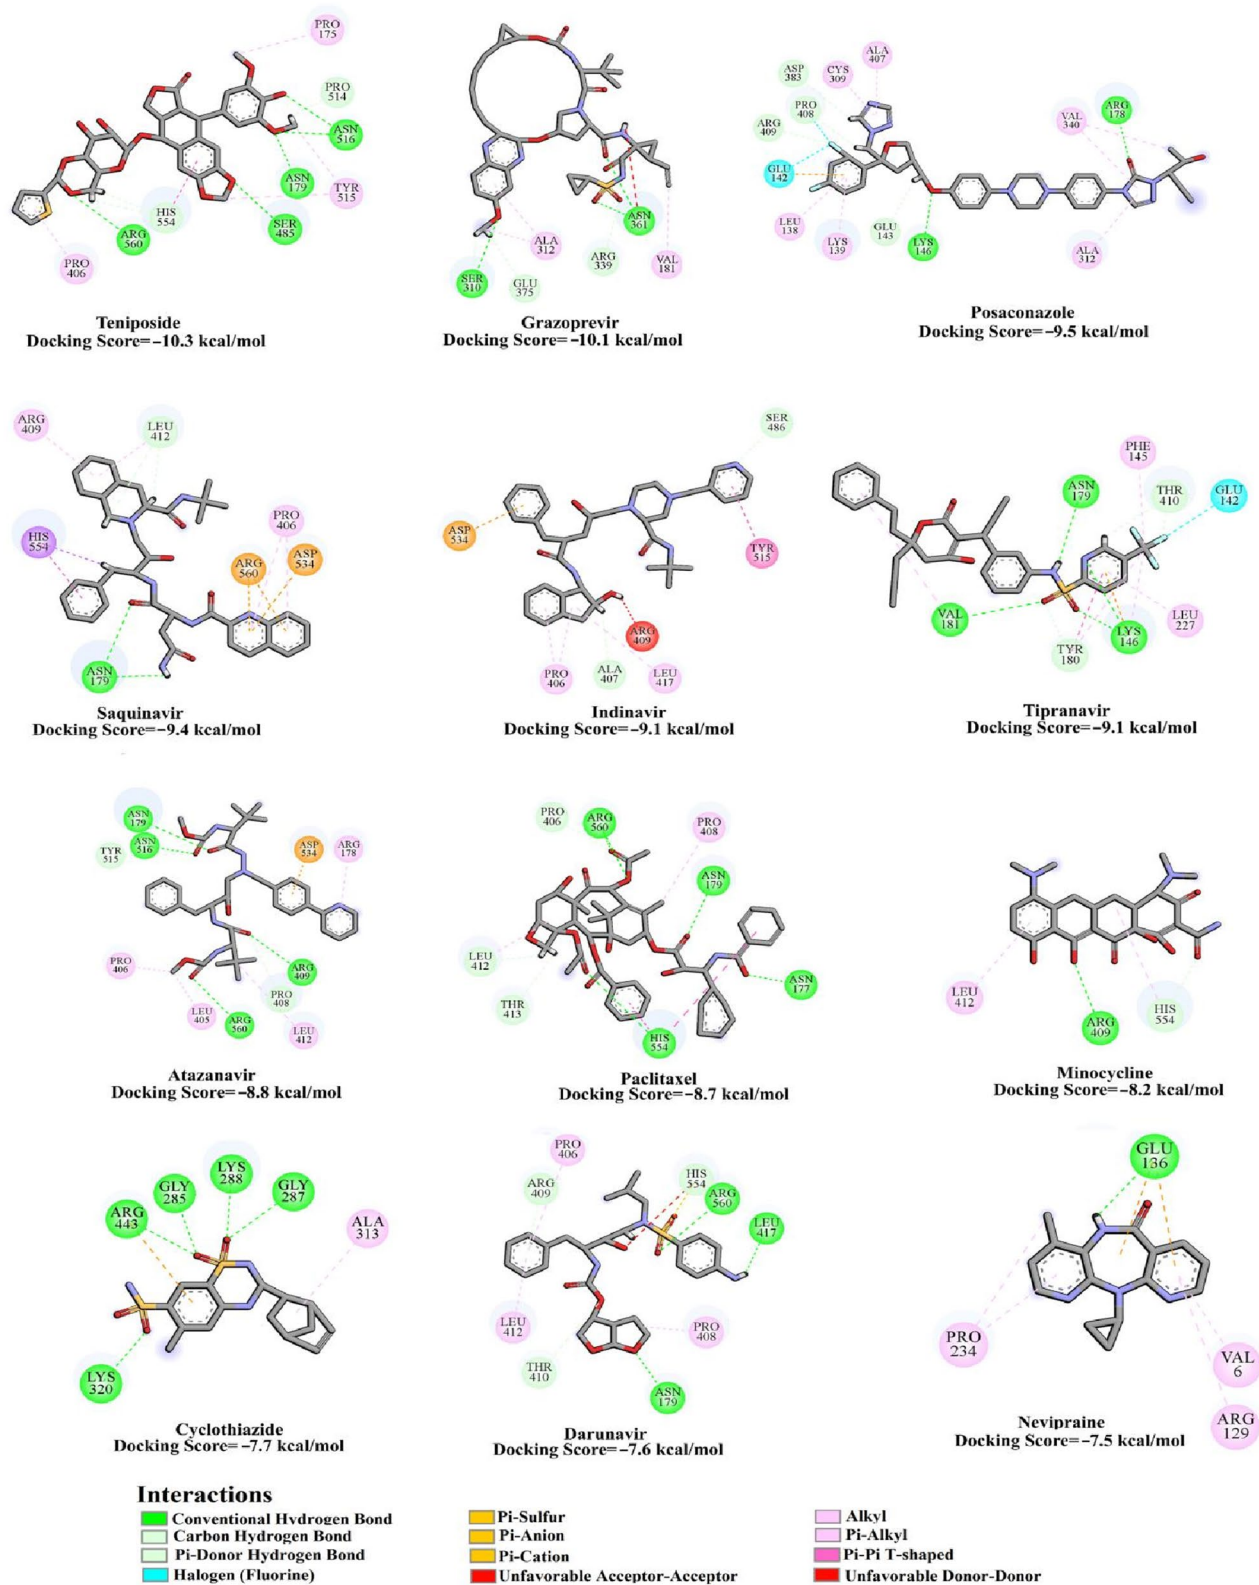 PRO
175
PRO
514
ASN
516
ASN
179
TYR
515
HIS
554
SER
485
ARG
560
PRO
406
Teniposide
Docking Score=−10.3 kcal/mol
ALA
312
ASN
361
ARG
339
VAL
181
SER
310
GLU
375
Grazoprevir
Docking Score=−10.1 kcal/mol
ALA
407
CYS
309
ASP
383
PRO
408
ARG
409
GLU
142
LEU
138
LYS
139
GLU
143
LYS
146
VAL
340
ARG
178
ALA
312
Posaconazole
Docking Score=−9.5 kcal/mol
ARG
409
LEU
412
PRO
406
HIS
554
ARG
560
ASP
534
ASN
179
Saquinavir
Docking Score=−9.4 kcal/mol
SER
486
ASP
534
TYR
515
ARG
409
PRO
406
ALA
407
LEU
417
Indinavir
Docking Score=−9.1 kcal/mol
PHE
145
ASN
179
THR
410
GLU
142
VAL
181
TYR
180
LYS
146
LEU
227
Tipranavir
Docking Score=−9.1 kcal/mol
ASN
179
ASN
516
TYR
515
ASP
534
ARG
178
PRO
406
LEU
405
ARG
560
ARG
409
PRO
408
LEU
412
Atazanavir
Docking Score=−8.8 kcal/mol
PRO
406
ARG
560
PRO
408
ASN
179
LEU
412
THR
413
HIS
554
ASN
177
Paclitaxel
Docking Score=−8.7 kcal/mol
LEU
412
ARG
409
HIS
554
Minocycline
Docking Score=−8.2 kcal/mol
ARG
443
GLY
285
LYS
288
GLY
287
ALA
313
LYS
320
Cyclothiazide
Docking Score=−7.7 kcal/mol
PRO
406
ARG
409
HIS
554
ARG
560
LEU
417
LEU
412
THR
410
PRO
408
ASN
179
Darunavir
Docking Score=−7.6 kcal/mol
GLU
136
PRO
234
VAL
6
ARG
129
Nevipraine
Docking Score=−7.5 kcal/mol
Interactions
Conventional Hydrogen Bond
Carbon Hydrogen Bond
Pi-Donor Hydrogen Bond
Halogen (Fluorine)
Pi-Sulfur
Pi-Anion
Pi-Cation
Unfavorable Acceptor-Acceptor
Alkyl
Pi-Alkyl
Pi-Pi T-shaped
Unfavorable Donor-Donor